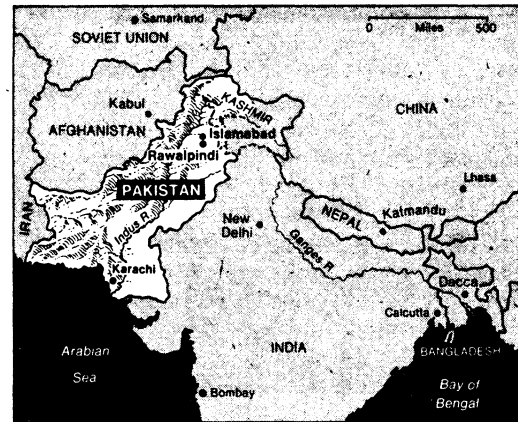 Samarkand
SOVIET UNION
0 Miles 500
KASHMIR
CHINA
Kabul
AFGHANISTAN
Islamabad
Rawalpindi
Lhasa
PAKISTAN
IRAN
Indus R.
New
Delhi
NEPAL
Katmandu
Ganges R.
Karachi
Dacca
Calcutta
Arabian
Sea
INDIA
BANGLADESH
Bombay
Bay of
Bengal